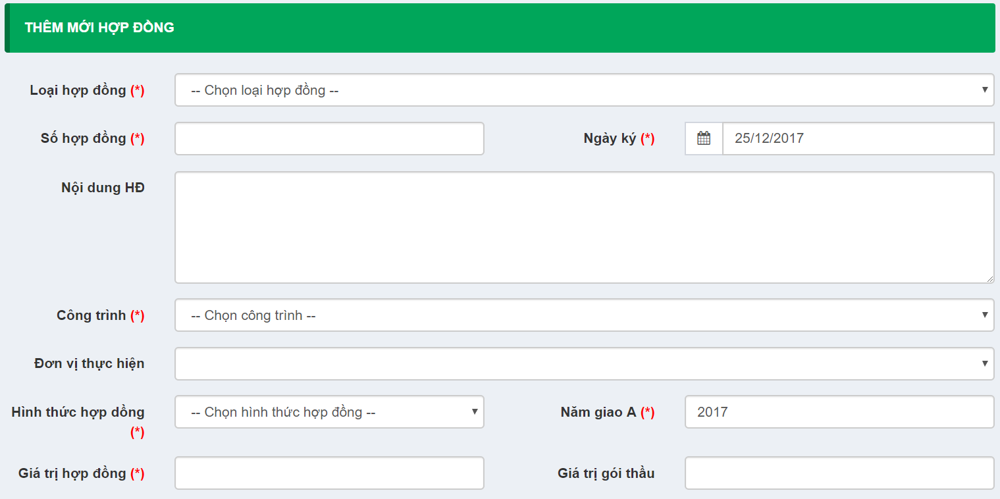 THÊM MỚI HỢP ĐỒNG
Loại hợp đồng (*)
-- Chọn loại hợp đồng --
Số hợp đồng (*)
Ngày ký (*)
25/12/2017
Nội dung HĐ
Công trình (*)
-- Chọn công trình --
Đơn vị thực hiện
Hình thức hợp dồng
(*)
-- Chọn hình thức hợp đồng --
Năm giao A (*)
2017
Giá trị hợp đồng (*)
Giá trị gói thầu